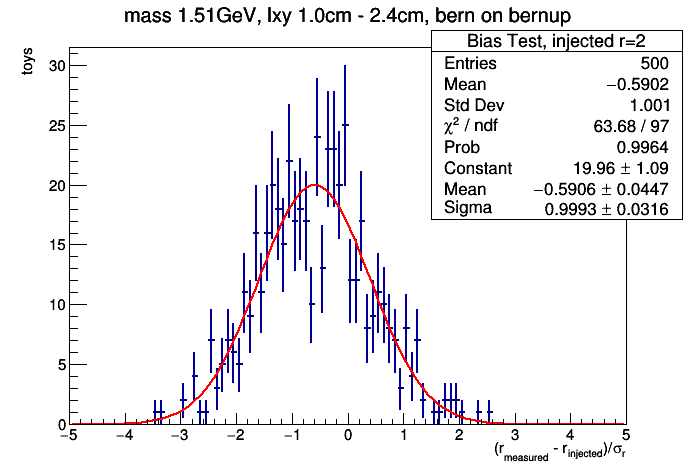 mass 1.51GeV, lxy 1.0cm - 2.4cm, bern on bernup
toys
Bias Test, injected r=2
Entries 500
Mean −0.5902
Std Dev 1.001
χ² / ndf 63.68 / 97
Prob 0.9964
Constant 19.96 ± 1.09
Mean −0.5906 ± 0.0447
Sigma 0.9993 ± 0.0316
30
25
20
15
10
5
0
−5 −4 −3 −2 −1 0 1 2 3 4 5
(r_measured - r_injected)/σ_r